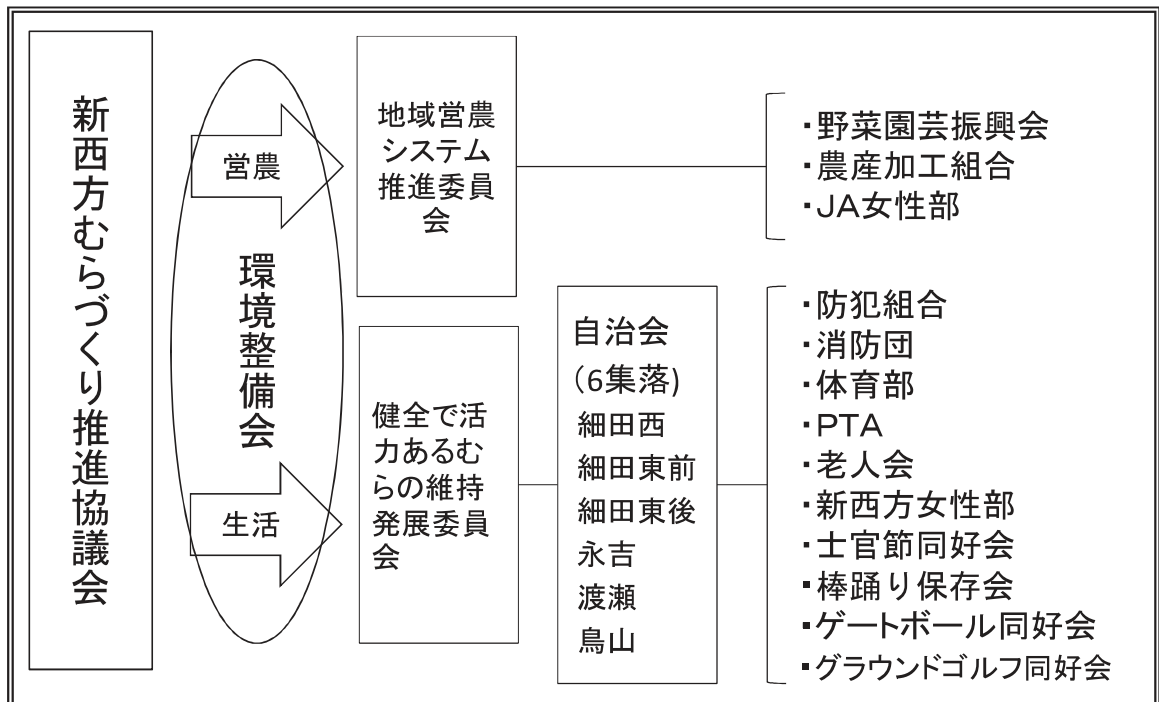 新西方むらづくり推進協議会
環境整備会
営農
生活
地域営農
システム
推進委員
会
健全で活
力あるむ
らの維持
発展委員
会
自治会
(6集落)
細田西
細田東前
細田東後
永吉
渡瀬
鳥山
・野菜園芸振興会
・農産加工組合
・JA女性部
・防犯組合
・消防団
・体育部
・PTA
・老人会
・新西方女性部
・士官節同好会
・棒踊り保存会
・ゲートボール同好会
・グラウンドゴルフ同好会